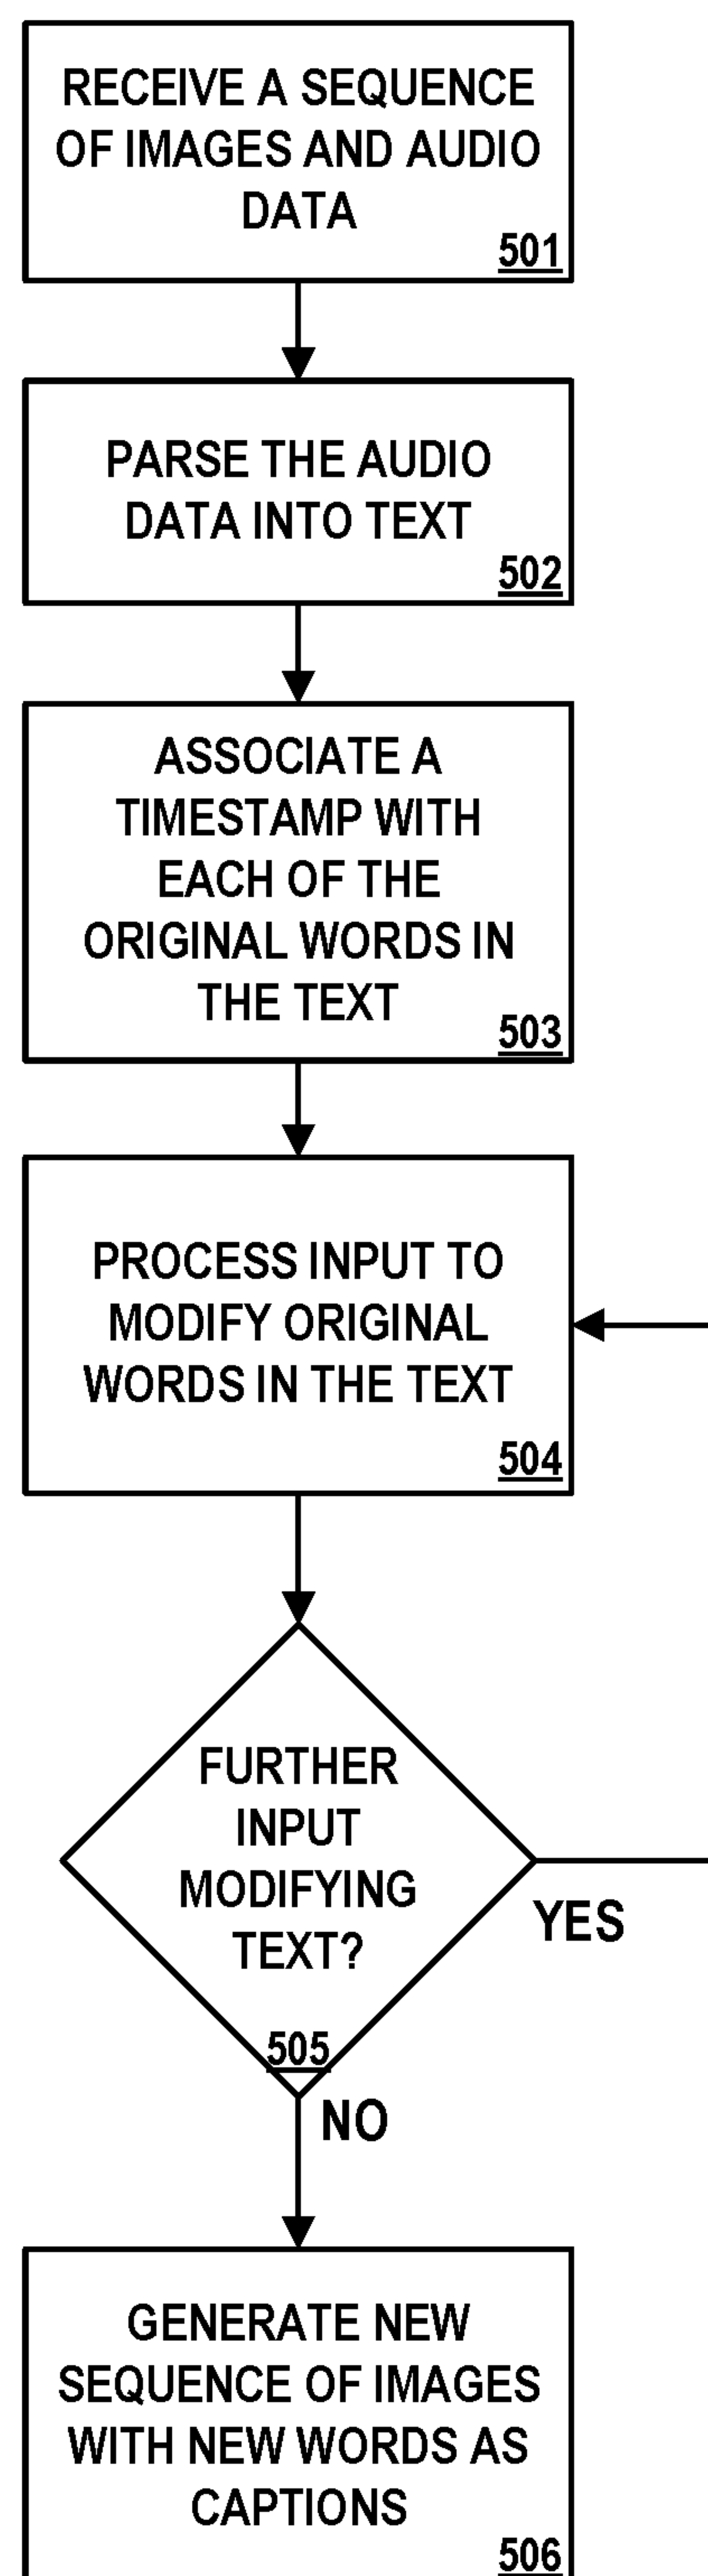 RECEIVE A SEQUENCE
OF IMAGES AND AUDIO
DATA
501
PARSE THE AUDIO
DATA INTO TEXT
502
ASSOCIATE A
TIMESTAMP WITH
EACH OF THE
ORIGINAL WORDS IN
THE TEXT
503
PROCESS INPUT TO
MODIFY ORIGINAL
WORDS IN THE TEXT
504
FURTHER
INPUT
MODIFYING
TEXT?
YES
505
NO
GENERATE NEW
SEQUENCE OF IMAGES
WITH NEW WORDS AS
CAPTIONS
506